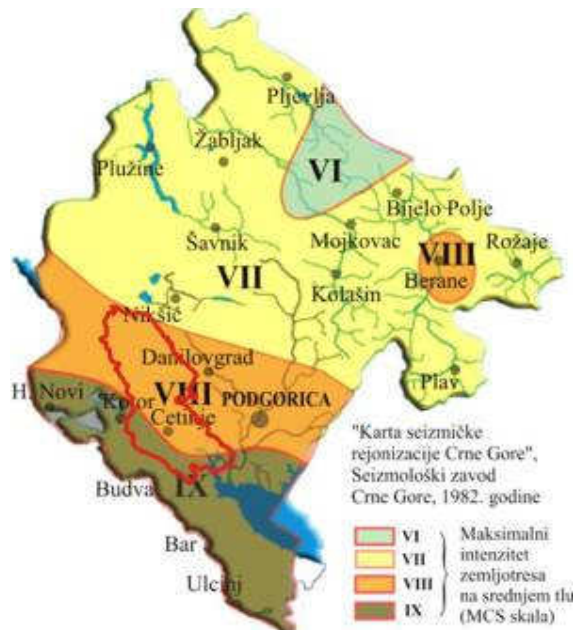 Pljevlja
Žabljak
Plužine
VI
Bijelo Polje
Šavnik
Mojkovac
VIII
Rožaje
VII
Berane
Kolašin
Nikšić
Danilovgrad
Plav
H. Novi
VIII
Kotor
PODGORICA
Cetinje
Budva
IX
Bar
Ulcinj
"Karta seizmičke
rejonizacije Crne Gore",
Seizmološki zavod
Crne Gore, 1982. godine
VI
VII
VIII
IX
Maksimalni
intenzitet
zemljotresa
na srednjem tlu
(MCS skala)